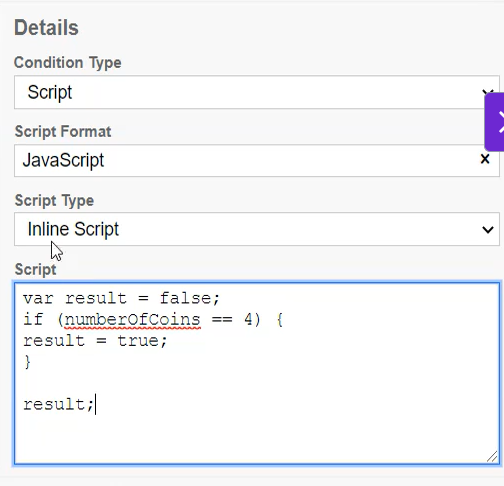 Details
Condition Type
Script
Script Format
JavaScript
Script Type
Inline Script
Script
var result = false;
if (numberOfCoins == 4) {
result = true;
}
result;